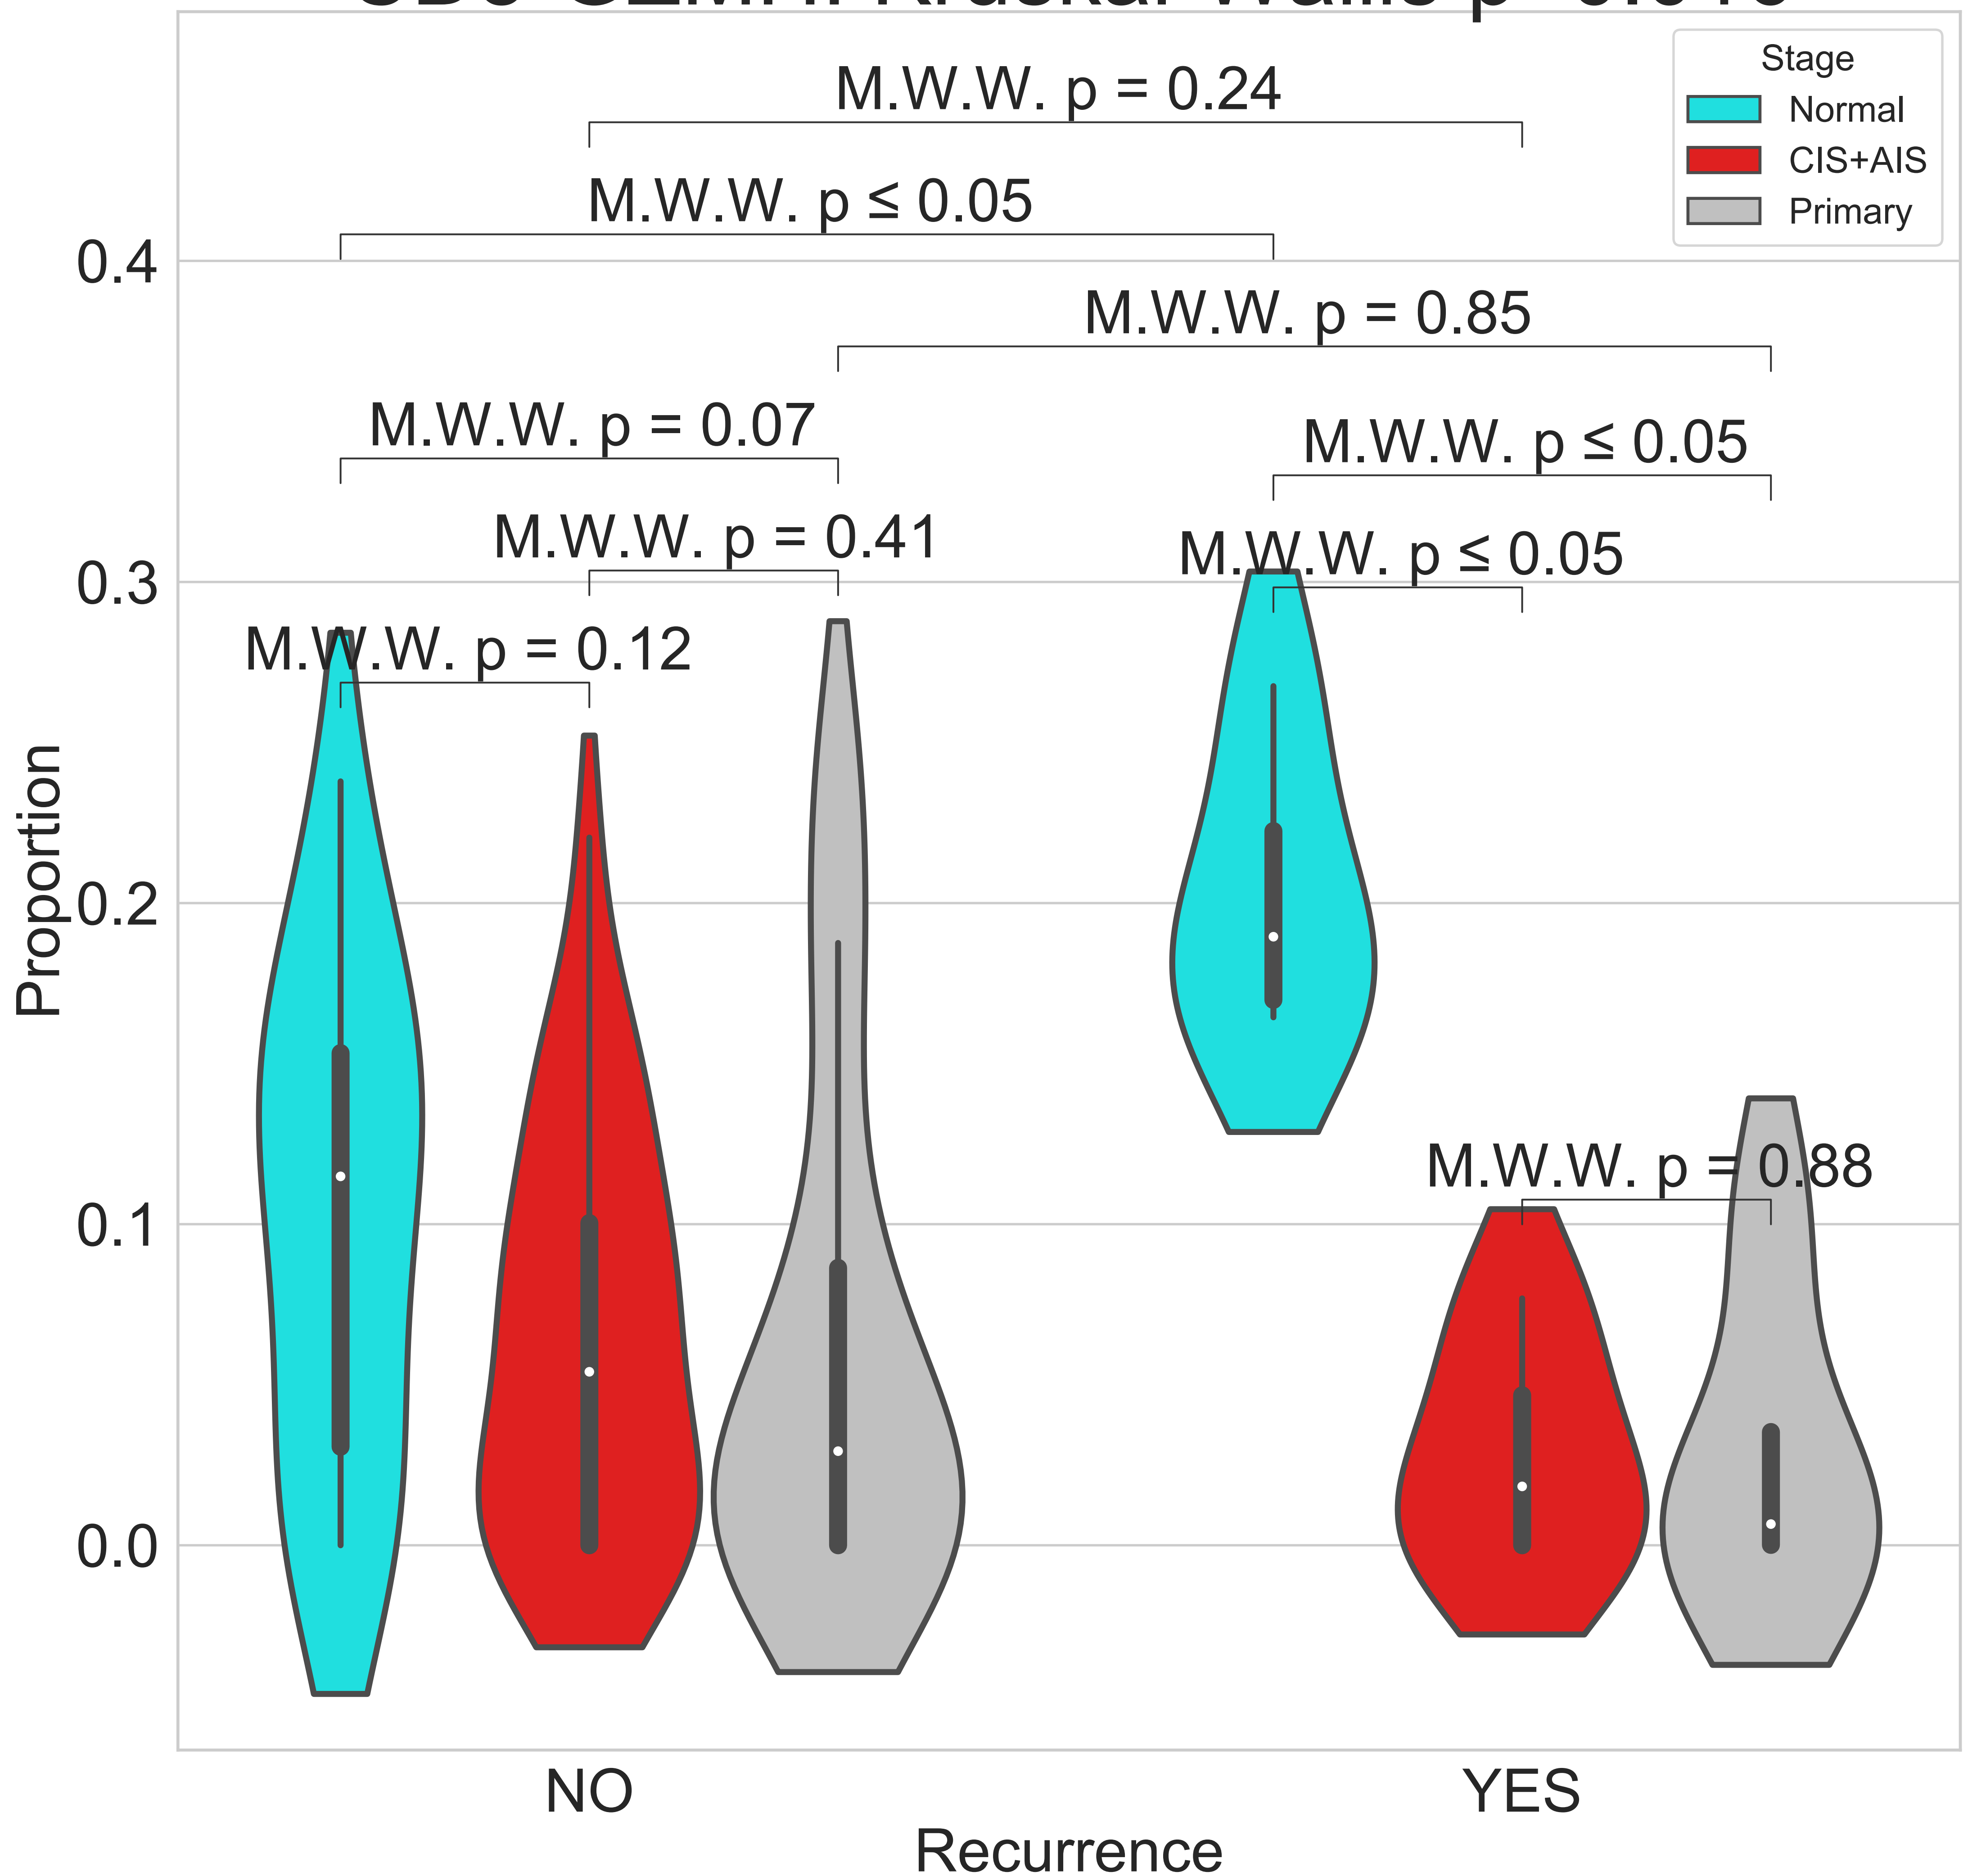 Stage
Normal
CIS+AIS
Primary
M.W.W. p = 0.24
M.W.W. p ≤ 0.05
0.4
M.W.W. p = 0.85
M.W.W. p = 0.07
M.W.W. p ≤ 0.05
M.W.W. p = 0.41
M.W.W. p ≤ 0.05
0.3
M.W.W. p = 0.12
Proportion
0.2
M.W.W. p = 0.88
0.1
0.0
NO
YES
Recurrence